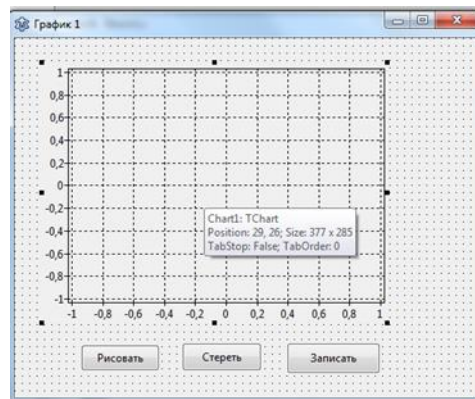 График 1
1
0,8
0,6
0,4
0,2
0
-0,2
-0,4
-0,6
-0,8
-1
-1 -0,8 -0,6 -0,4 -0,2 0 0,2 0,4 0,6 0,8 1
Chart1: TChart
Position: 29, 26; Size: 377 x 285
TabStop: False; TabOrder: 0
Рисовать Стереть Записать